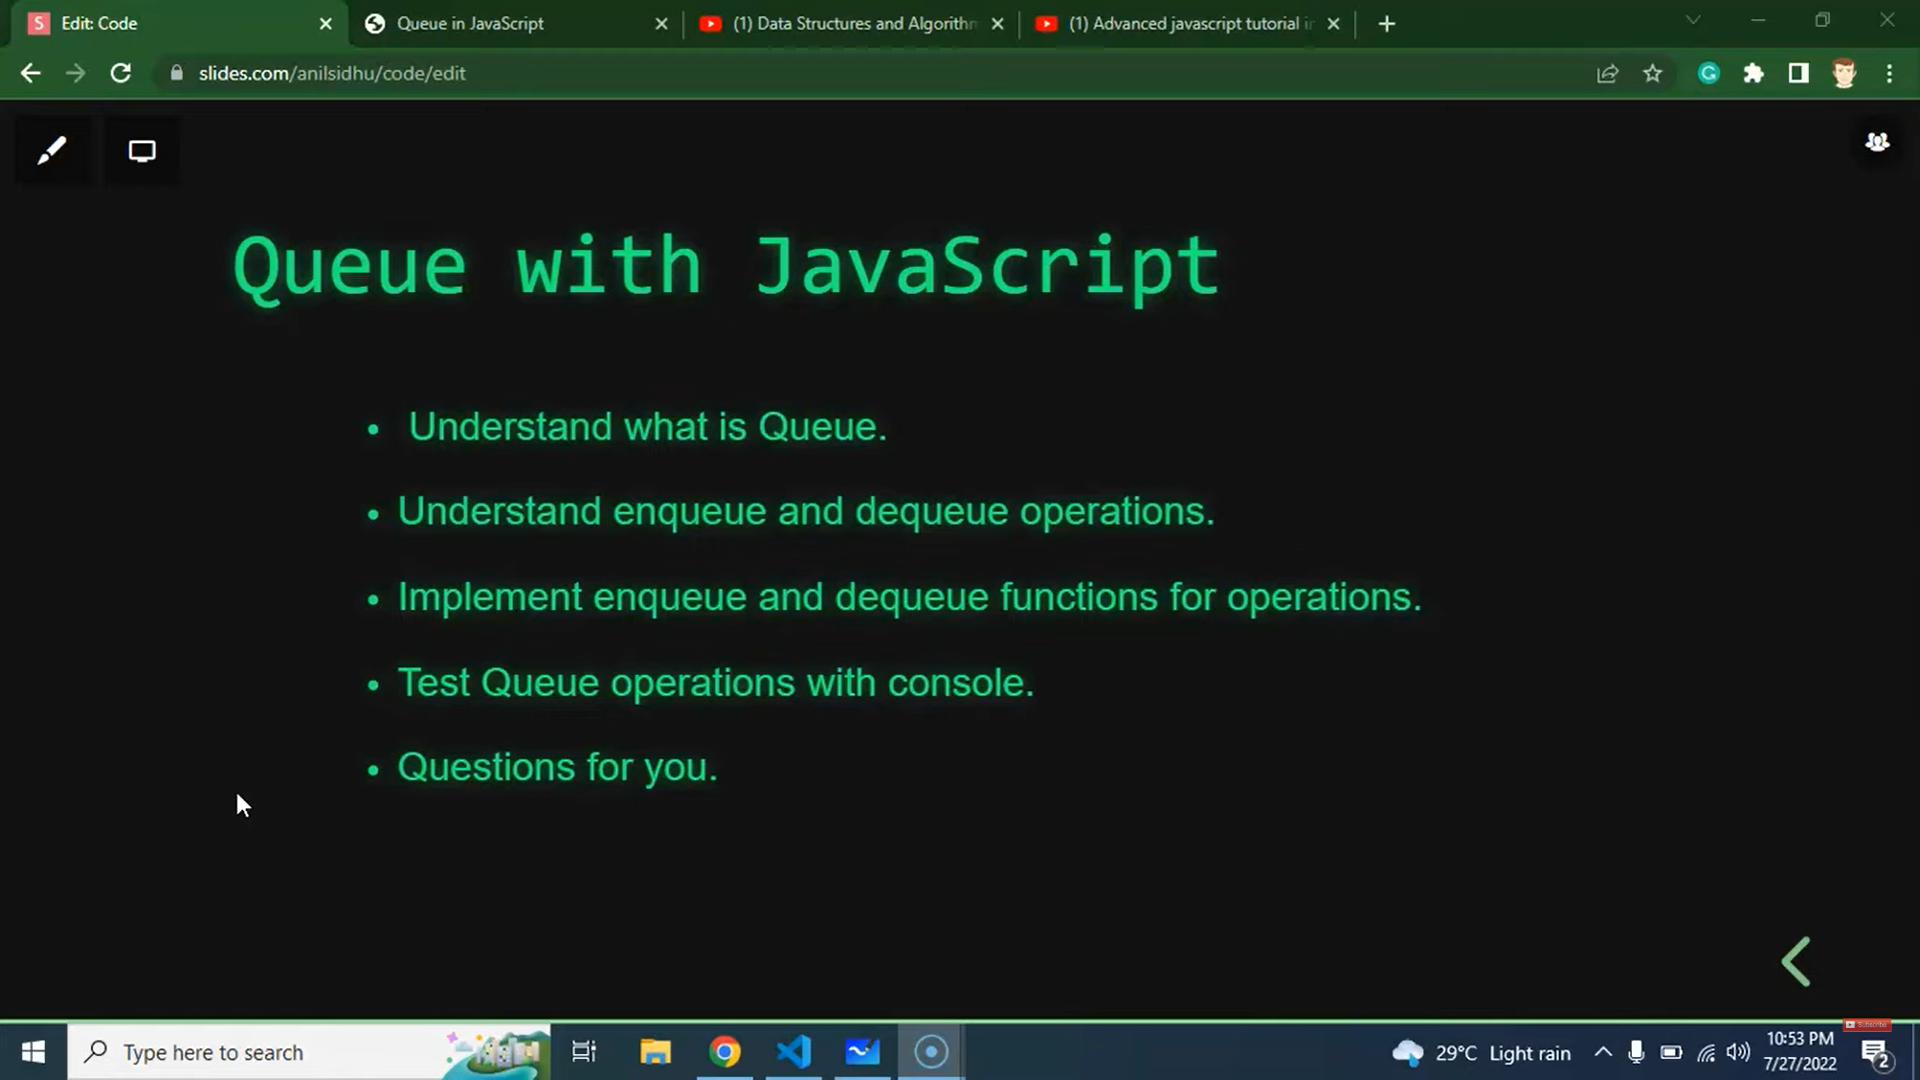 S Edit: Code
Queue in JavaScript
(1) Data Structures and Algorithm
(1) Advanced javascript tutorial in
slides.com/anilsidhu/code/edit
Queue with JavaScript
• Understand what is Queue.
• Understand enqueue and dequeue operations.
• Implement enqueue and dequeue functions for operations.
• Test Queue operations with console.
• Questions for you.
Subscribe
Type here to search
29°C Light rain
10:53 PM
7/27/2022
2